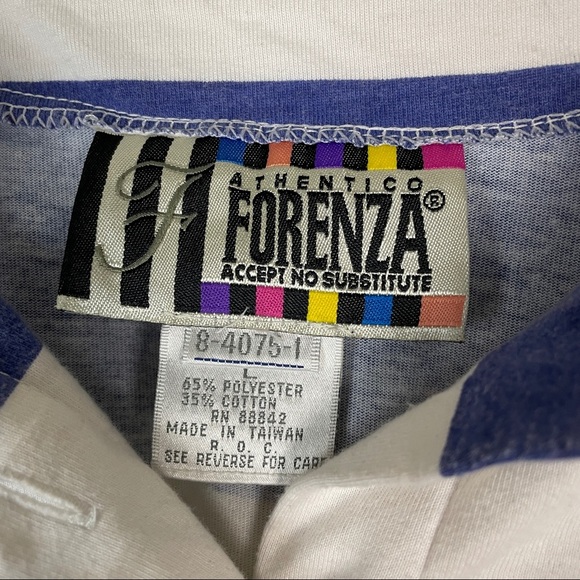 F
ATHENTICO
FORENZA®
ACCEPT NO SUBSTITUTE
8-4075-1
L
65% POLYESTER
35% COTTON
RN 88842
MADE IN TAIWAN
R. O. C.
SEE REVERSE FOR CARE